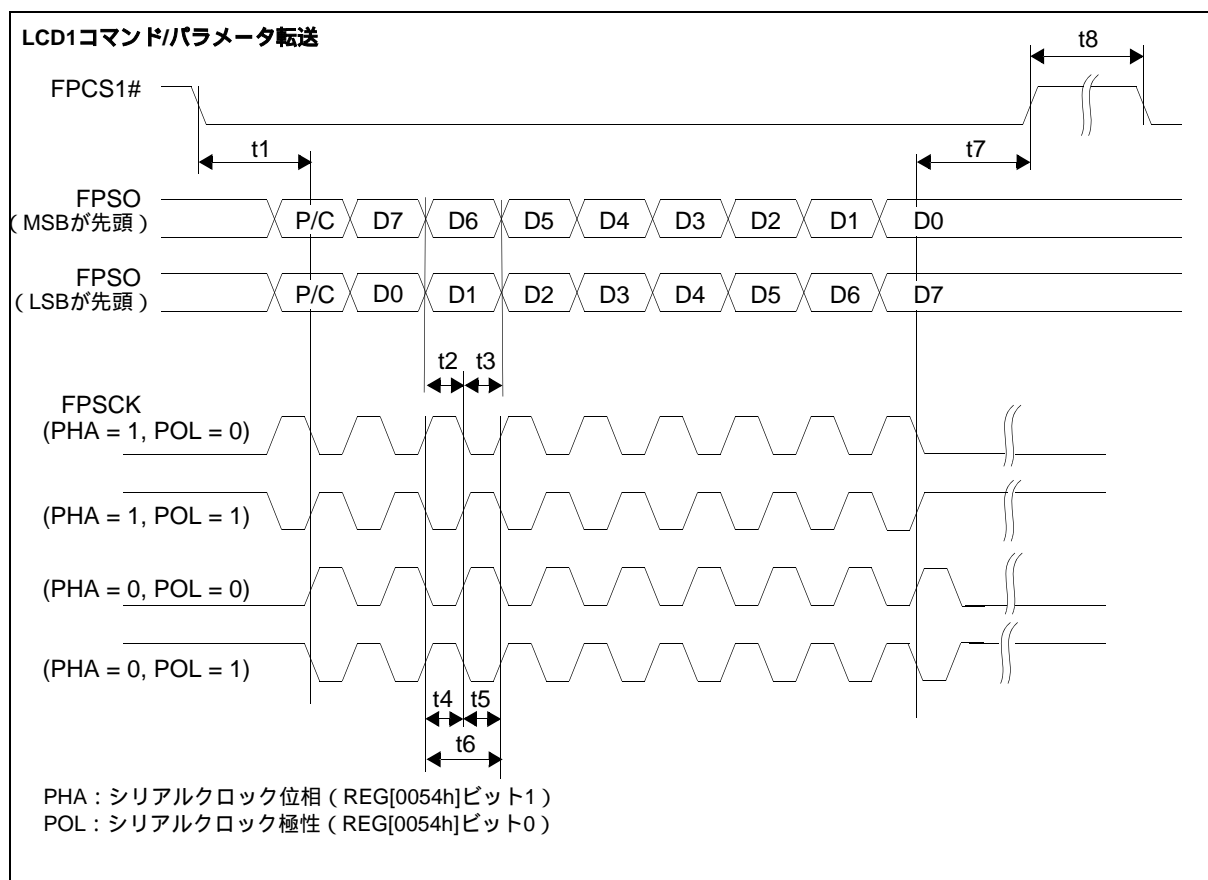 LCD1コマンド/パラメータ転送
t8
FPCS1#
t1
t7
FPSO
(MSBが先頭)
P/C D7 D6 D5 D4 D3 D2 D1 D0
FPSO
(LSBが先頭)
P/C D0 D1 D2 D3 D4 D5 D6 D7
t2 t3
FPSCK
(PHA = 1, POL = 0)
(PHA = 1, POL = 1)
(PHA = 0, POL = 0)
(PHA = 0, POL = 1)
t4 t5
t6
PHA:シリアルクロック位相(REG[0054h]ビット1)
POL:シリアルクロック極性(REG[0054h]ビット0)